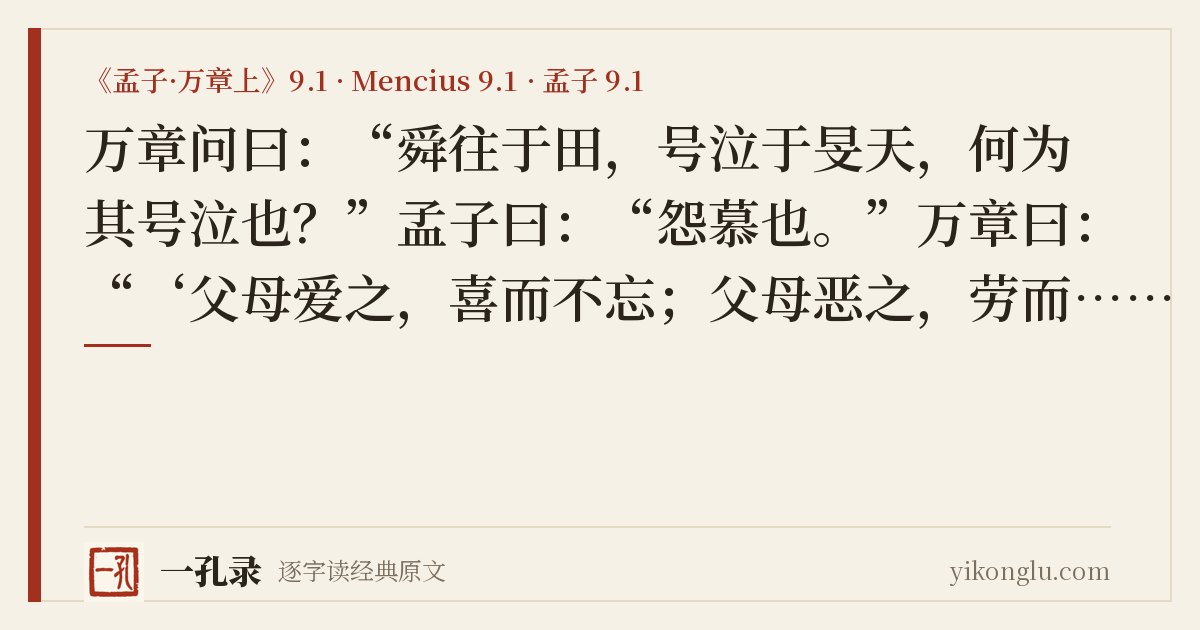 《孟子·万章上》9.1 · Mencius 9.1 · 孟子 9.1
万章问曰：“舜往于田，号泣于旻天，何为
其号泣也？”孟子曰：“怨慕也。”万章曰：
“‘父母爱之，喜而不忘；父母恶之，劳而……
一孔
一孔录 逐字读经典原文 yikonglu.com